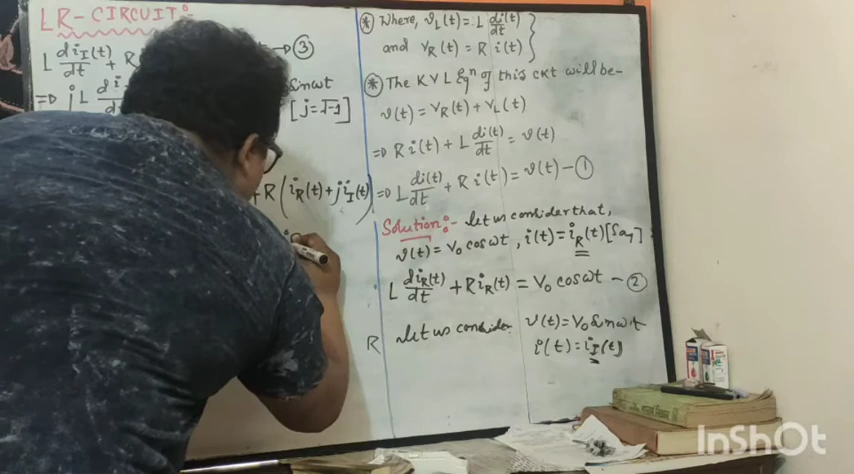 LR-CIRCUIT:
L di_I(t)/dt + R ⇒ ③
⇒ jL di Sinωt
[j=√-1]
+ R(i_R(t)+j i_I(t))
R
* Where, v_L(t)= L di(t)/dt
and v_R(t) = R i(t) }
* The KVL Eqⁿ of this ckt will be-
v(t) = v_R(t) + v_L(t)
⇒ R i(t) + L di(t)/dt = v(t)
⇒ L di(t)/dt + R i(t) = v(t) — ①
Solution:- let us consider that,
v(t) = V₀ cosωt , i(t) = i_R(t) [Say]
L di_R(t)/dt + R i_R(t) = V₀ cosωt — ②
let us consider v(t) = V₀ Sinωt
i(t) = i_I(t)
InShOt